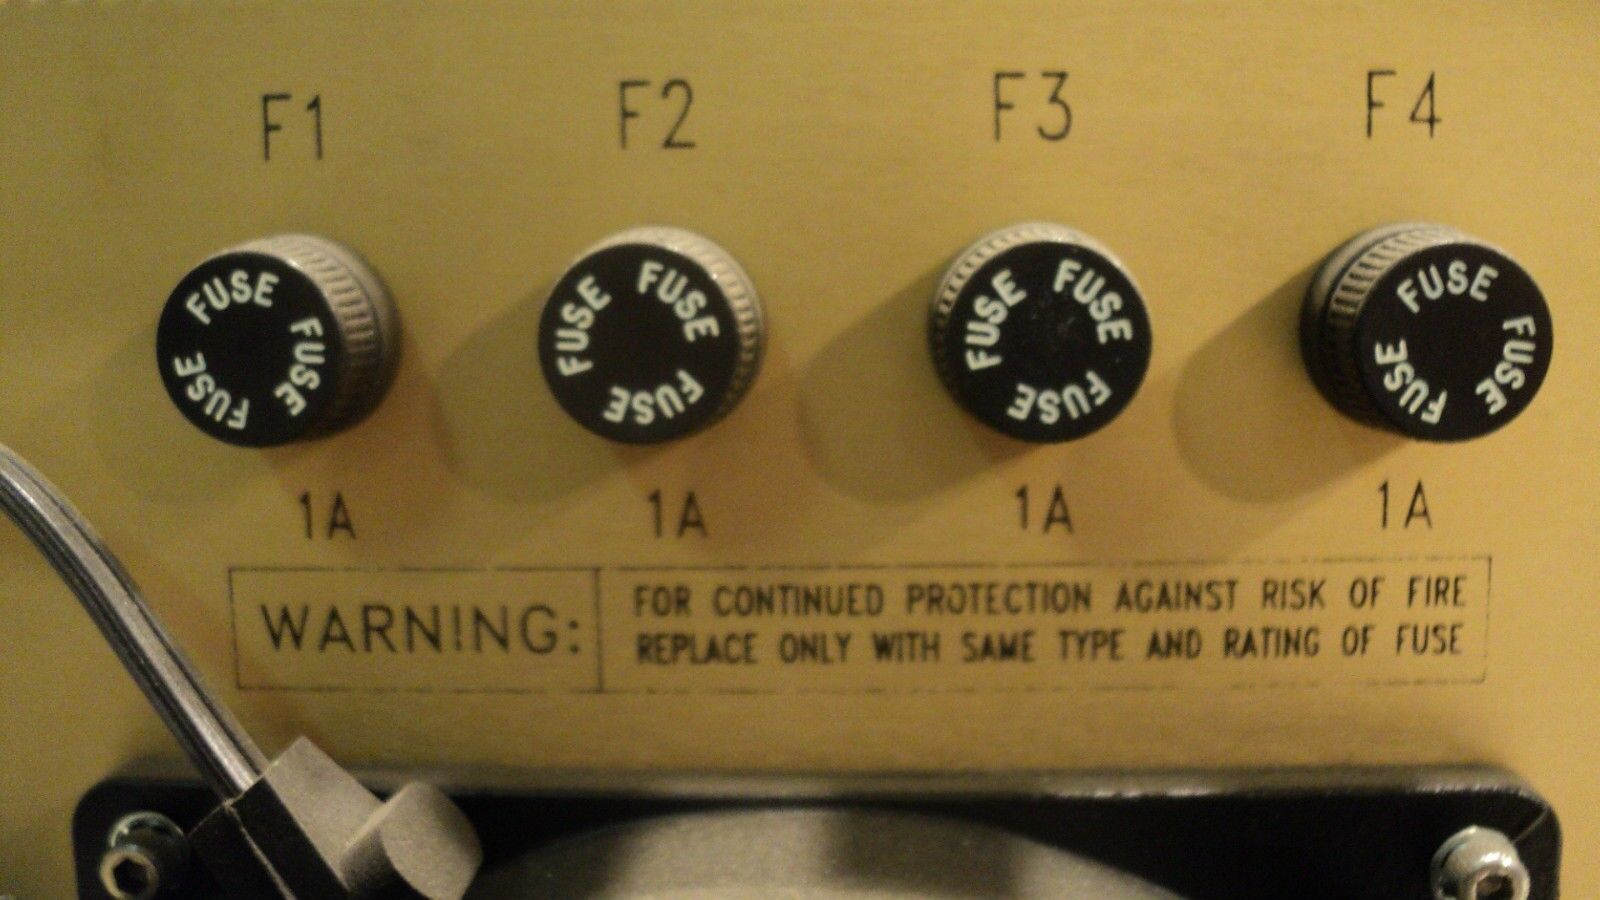 F1 F2 F3 F4
FUSE FUSE FUSE
FUSE FUSE FUSE
FUSE FUSE FUSE
FUSE FUSE FUSE
1A 1A 1A 1A
WARNING:
FOR CONTINUED PROTECTION AGAINST RISK OF FIRE
REPLACE ONLY WITH SAME TYPE AND RATING OF FUSE